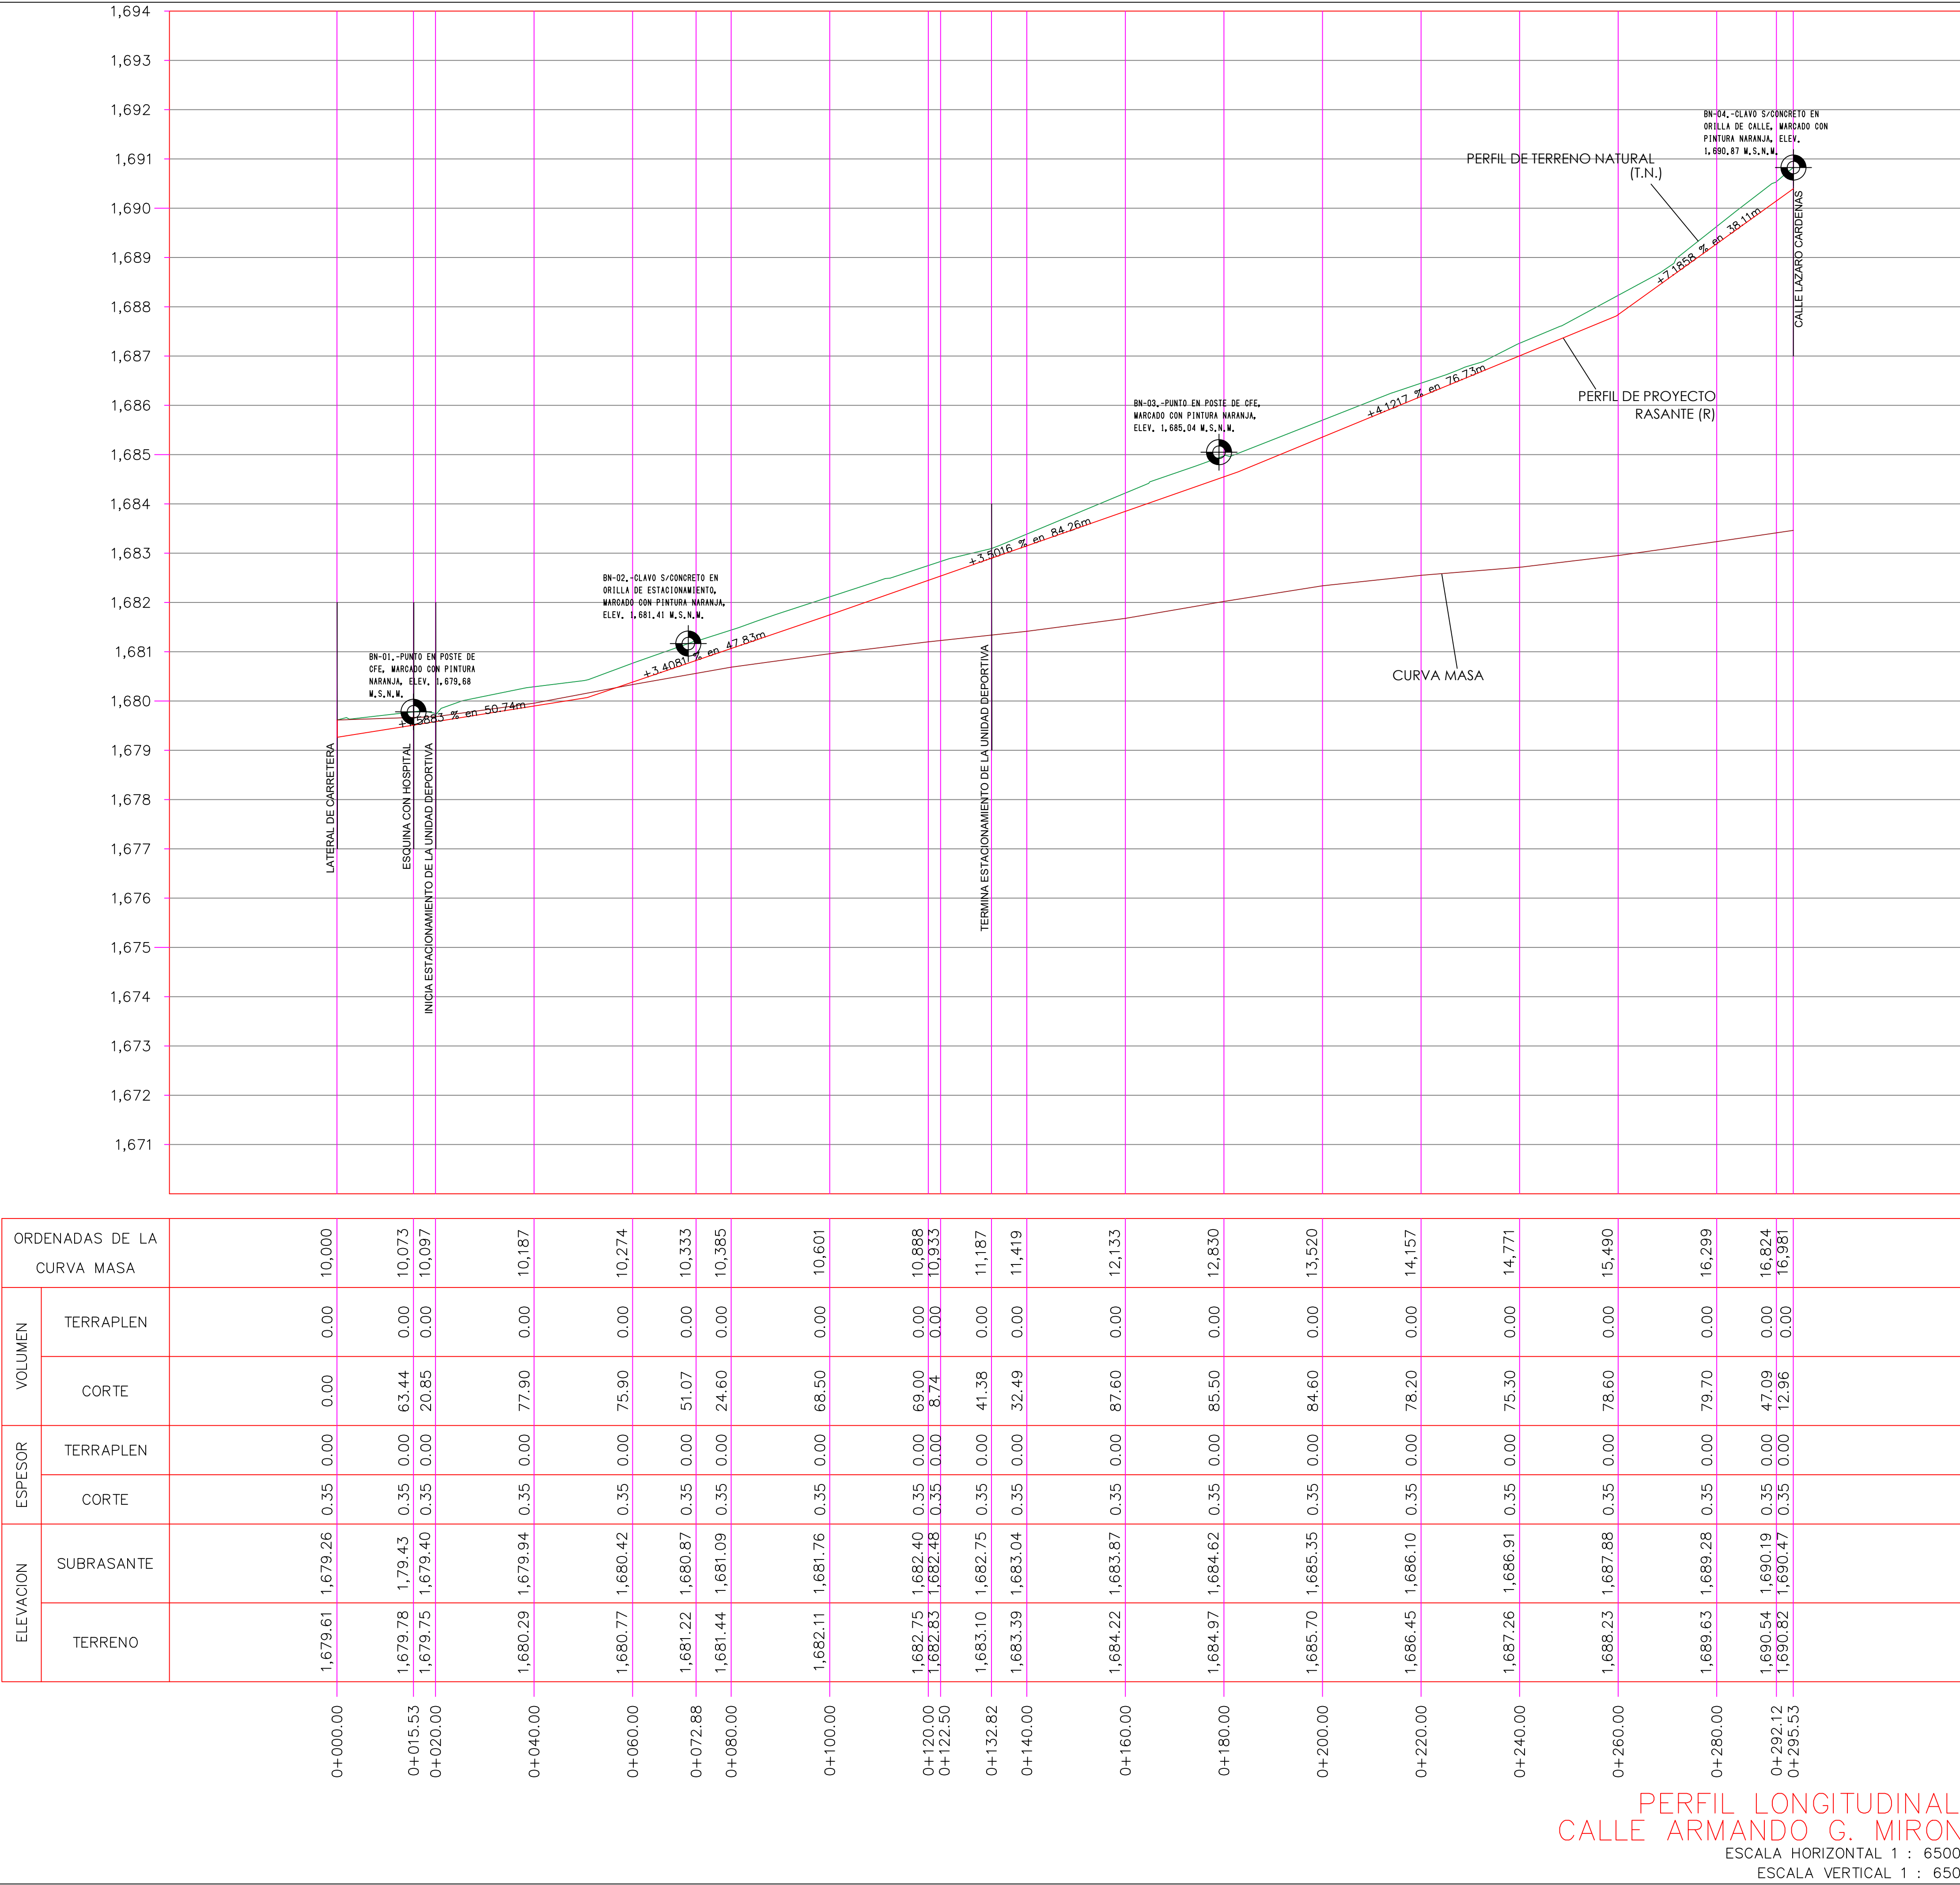 1,694
1,693
1,692
1,691
1,690
1,689
1,688
1,687
1,686
1,685
1,684
1,683
1,682
1,681
1,680
1,679
1,678
1,677
1,676
1,675
1,674
1,673
1,672
1,671
BN-04.-CLAVO S/CONCRETO EN
ORILLA DE CALLE, MARCADO CON
PINTURA NARANJA, ELEV.
1,690.87 M.S.N.M.
PERFIL DE TERRENO NATURAL
(T.N.)
+7.1858 % en 38.11m
CALLE LAZARO CARDENAS
PERFIL DE PROYECTO
RASANTE (R)
+4.1217 % en 76.73m
BN-03.-PUNTO EN POSTE DE CFE,
MARCADO CON PINTURA NARANJA,
ELEV. 1,685.04 M.S.N.M.
+3.5016 % en 84.26m
BN-02.-CLAVO S/CONCRETO EN
ORILLA DE ESTACIONAMIENTO,
MARCADO CON PINTURA NARANJA,
ELEV. 1,681.41 M.S.N.M.
+3.4081 % en 47.83m
BN-01.-PUNTO EN POSTE DE
CFE, MARCADO CON PINTURA
NARANJA, ELEV. 1,679.68
M.S.N.M.
% en 50.74m
CURVA MASA
LATERAL DE CARRETERA
ESQUINA CON HOSPITAL
INICIA ESTACIONAMIENTO DE LA UNIDAD DEPORTIVA
TERMINA ESTACIONAMIENTO DE LA UNIDAD DEPORTIVA
ORDENADAS DE LA
CURVA MASA
10,000 10,073 10,097 10,187 10,274 10,333 10,385 10,601 10,888 10,933 11,187 11,419 12,133 12,830 13,520 14,157 14,771 15,490 16,299 16,824 16,981
VOLUMEN
TERRAPLEN
0.00 0.00 0.00 0.00 0.00 0.00 0.00 0.00 0.00 0.00 0.00 0.00 0.00 0.00 0.00 0.00 0.00 0.00 0.00 0.00 0.00
CORTE
0.00 63.44 20.85 77.90 75.90 51.07 24.60 68.50 69.00 8.74 41.38 32.49 87.60 85.50 84.60 78.20 75.30 78.60 79.70 47.09 12.96
ESPESOR
TERRAPLEN
0.00 0.00 0.00 0.00 0.00 0.00 0.00 0.00 0.00 0.00 0.00 0.00 0.00 0.00 0.00 0.00 0.00 0.00 0.00 0.00 0.00
CORTE
0.35 0.35 0.35 0.35 0.35 0.35 0.35 0.35 0.35 0.35 0.35 0.35 0.35 0.35 0.35 0.35 0.35 0.35 0.35 0.35 0.35
ELEVACION
SUBRASANTE
1,679.26 1,79.43 1,679.40 1,679.94 1,680.42 1,680.87 1,681.09 1,681.76 1,682.40 1,682.48 1,682.75 1,683.04 1,683.87 1,684.62 1,685.35 1,686.10 1,686.91 1,687.88 1,689.28 1,690.19 1,690.47
TERRENO
1,679.61 1,679.78 1,679.75 1,680.29 1,680.77 1,681.22 1,681.44 1,682.11 1,682.75 1,682.83 1,683.10 1,683.39 1,684.22 1,684.97 1,685.70 1,686.45 1,687.26 1,688.23 1,689.63 1,690.54 1,690.82
0+000.00 0+015.53 0+020.00 0+040.00 0+060.00 0+072.88 0+080.00 0+100.00 0+120.00 0+122.50 0+132.82 0+140.00 0+160.00 0+180.00 0+200.00 0+220.00 0+240.00 0+260.00 0+280.00 0+292.12 0+295.53
PERFIL LONGITUDINAL
CALLE ARMANDO G. MIRON
ESCALA HORIZONTAL 1 : 6500
ESCALA VERTICAL 1 : 650